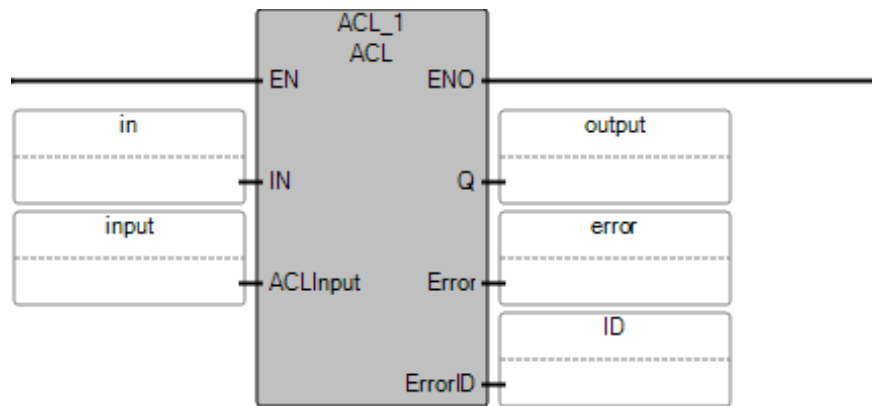 ACL_1
ACL
EN ENO
in output
IN Q
input error
ACLInput Error
ID
ErrorID